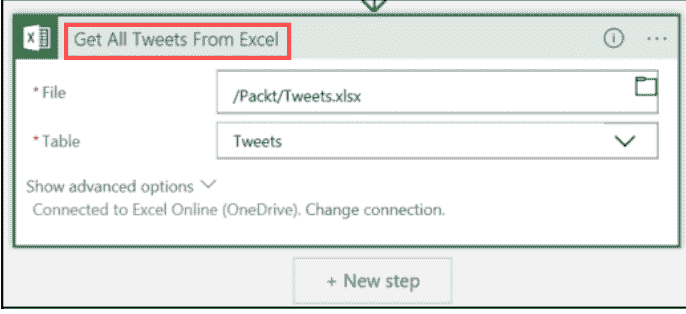 Get All Tweets From Excel
* File
/Packt/Tweets.xlsx
* Table
Tweets
Show advanced options
Connected to Excel Online (OneDrive). Change connection.
+ New step